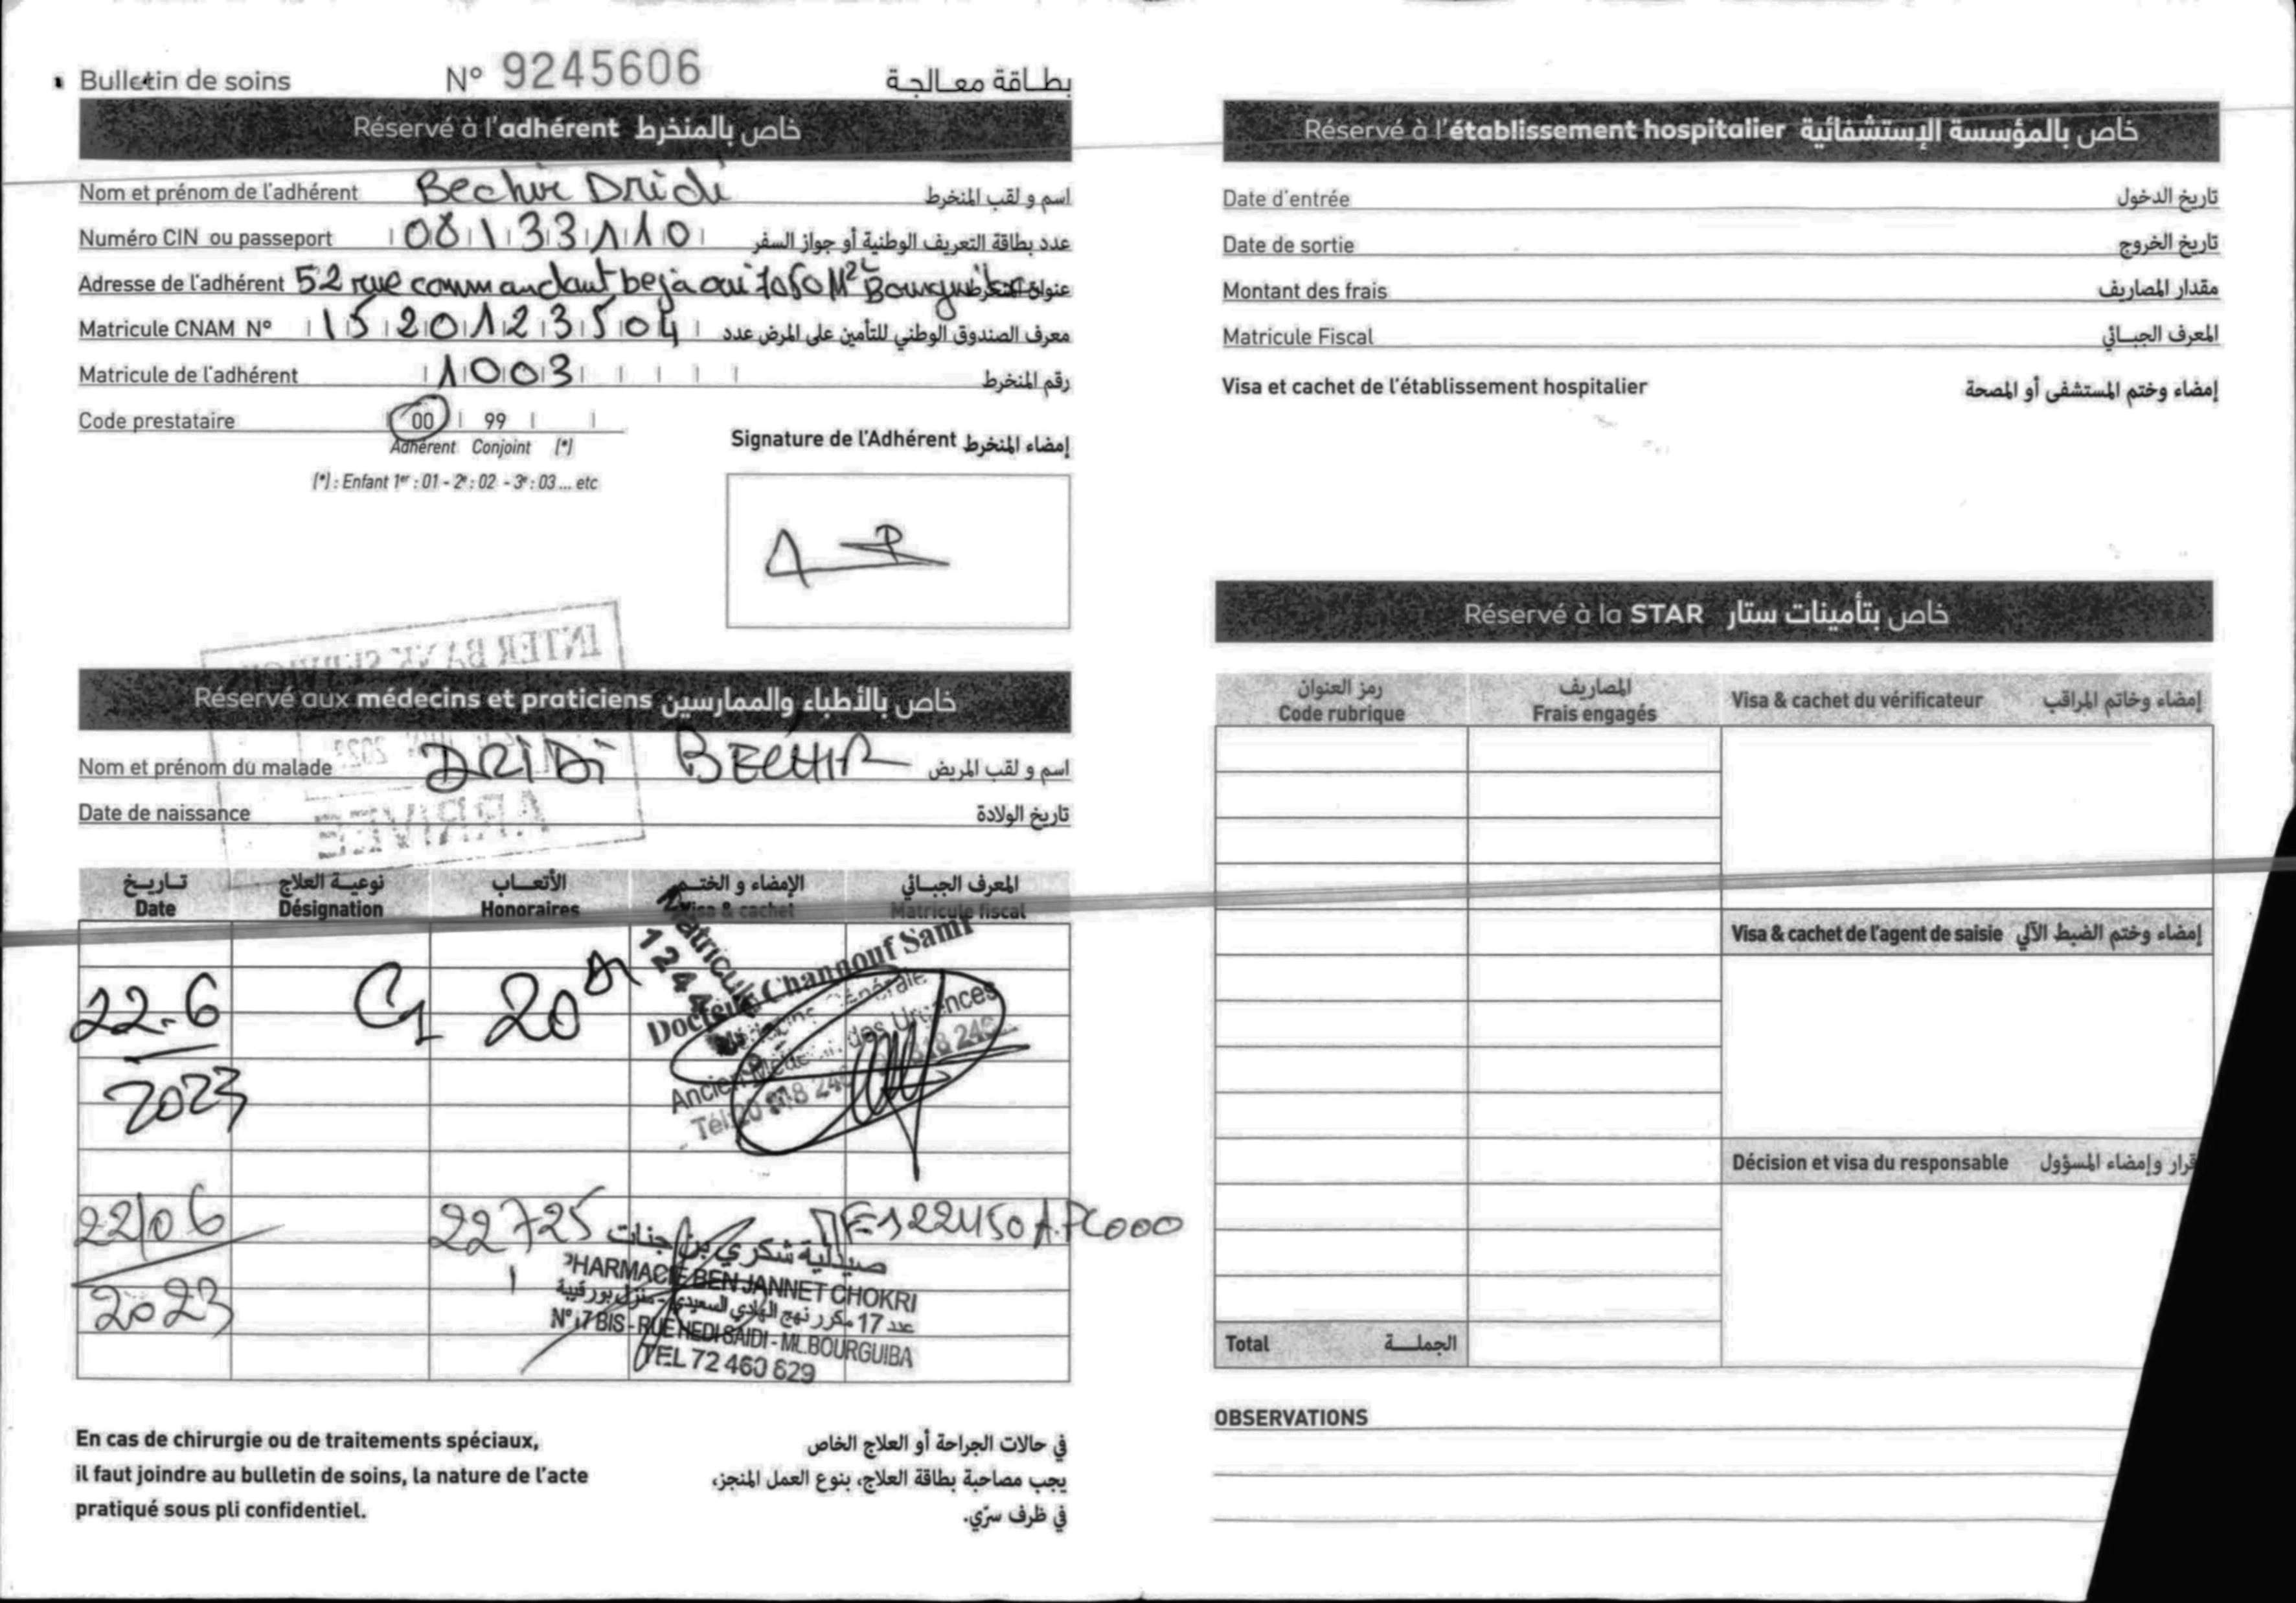 Bulletin de soins N° 9245606 بطاقة معالجة
Réservé à l'adhérent خاص بالمنخرط
Nom et prénom de l'adhérent Bechir Dridi اسم و لقب المنخرط
Numéro CIN ou passeport 08133110 عدد بطاقة التعريف الوطنية أو جواز السفر
Adresse de l'adhérent 52 rue commandant bejaoui 7050 M²ᴸ Bourguiba عنوان المنخرط
Matricule CNAM N° 1520123504 معرف الصندوق الوطني للتأمين على المرض عدد
Matricule de l'adhérent 1003 رقم المنخرط
Code prestataire 00 99
Adhérent Conjoint (*)
(*) : Enfant 1er : 01 - 2e : 02 - 3e : 03 ... etc
Signature de l'Adhérent إمضاء المنخرط
INTER BANK SERVICES
2022
ARRIVEE
Réservé aux médecins et praticiens خاص بالأطباء والممارسين
Nom et prénom du malade DRIDI BECHIR اسم و لقب المريض
Date de naissance تاريخ الولادة
تاريخ نوعية العلاج الأتعاب الإمضاء و الختم المعرف الجبائي
Date Désignation Honoraires Visa & cachet Matricule fiscal
22-6 2023 C1 20
Matricule
Docteur Channouf Sami
Médecine Générale
Ancien Médecin des Urgences
22/06 2023 22,725
صيدلية شكري بن جنات
PHARMACIE BEN JANNET CHOKRI
عدد 17 مكرر نهج الهادي السعيدي - منزل بورقيبة
N° 17 BIS - RUE HEDI SAIDI - ML.BOURGUIBA
TEL 72 460 629
En cas de chirurgie ou de traitements spéciaux,
il faut joindre au bulletin de soins, la nature de l'acte
pratiqué sous pli confidentiel.
في حالات الجراحة أو العلاج الخاص
يجب مصاحبة بطاقة العلاج، بنوع العمل المنجز،
في ظرف سرّي.
Réservé à l'établissement hospitalier خاص بالمؤسسة الإستشفائية
Date d'entrée تاريخ الدخول
Date de sortie تاريخ الخروج
Montant des frais مقدار المصاريف
Matricule Fiscal المعرف الجبائي
Visa et cachet de l'établissement hospitalier إمضاء وختم المستشفى أو المصحة
Réservé à la STAR خاص بتأمينات ستار
رمز العنوان المصاريف
Code rubrique Frais engagés Visa & cachet du vérificateur إمضاء وخاتم المراقب
Visa & cachet de l'agent de saisie إمضاء وختم الضبط الآلي
Décision et visa du responsable قرار وإمضاء المسؤول
Total الجملة
OBSERVATIONS